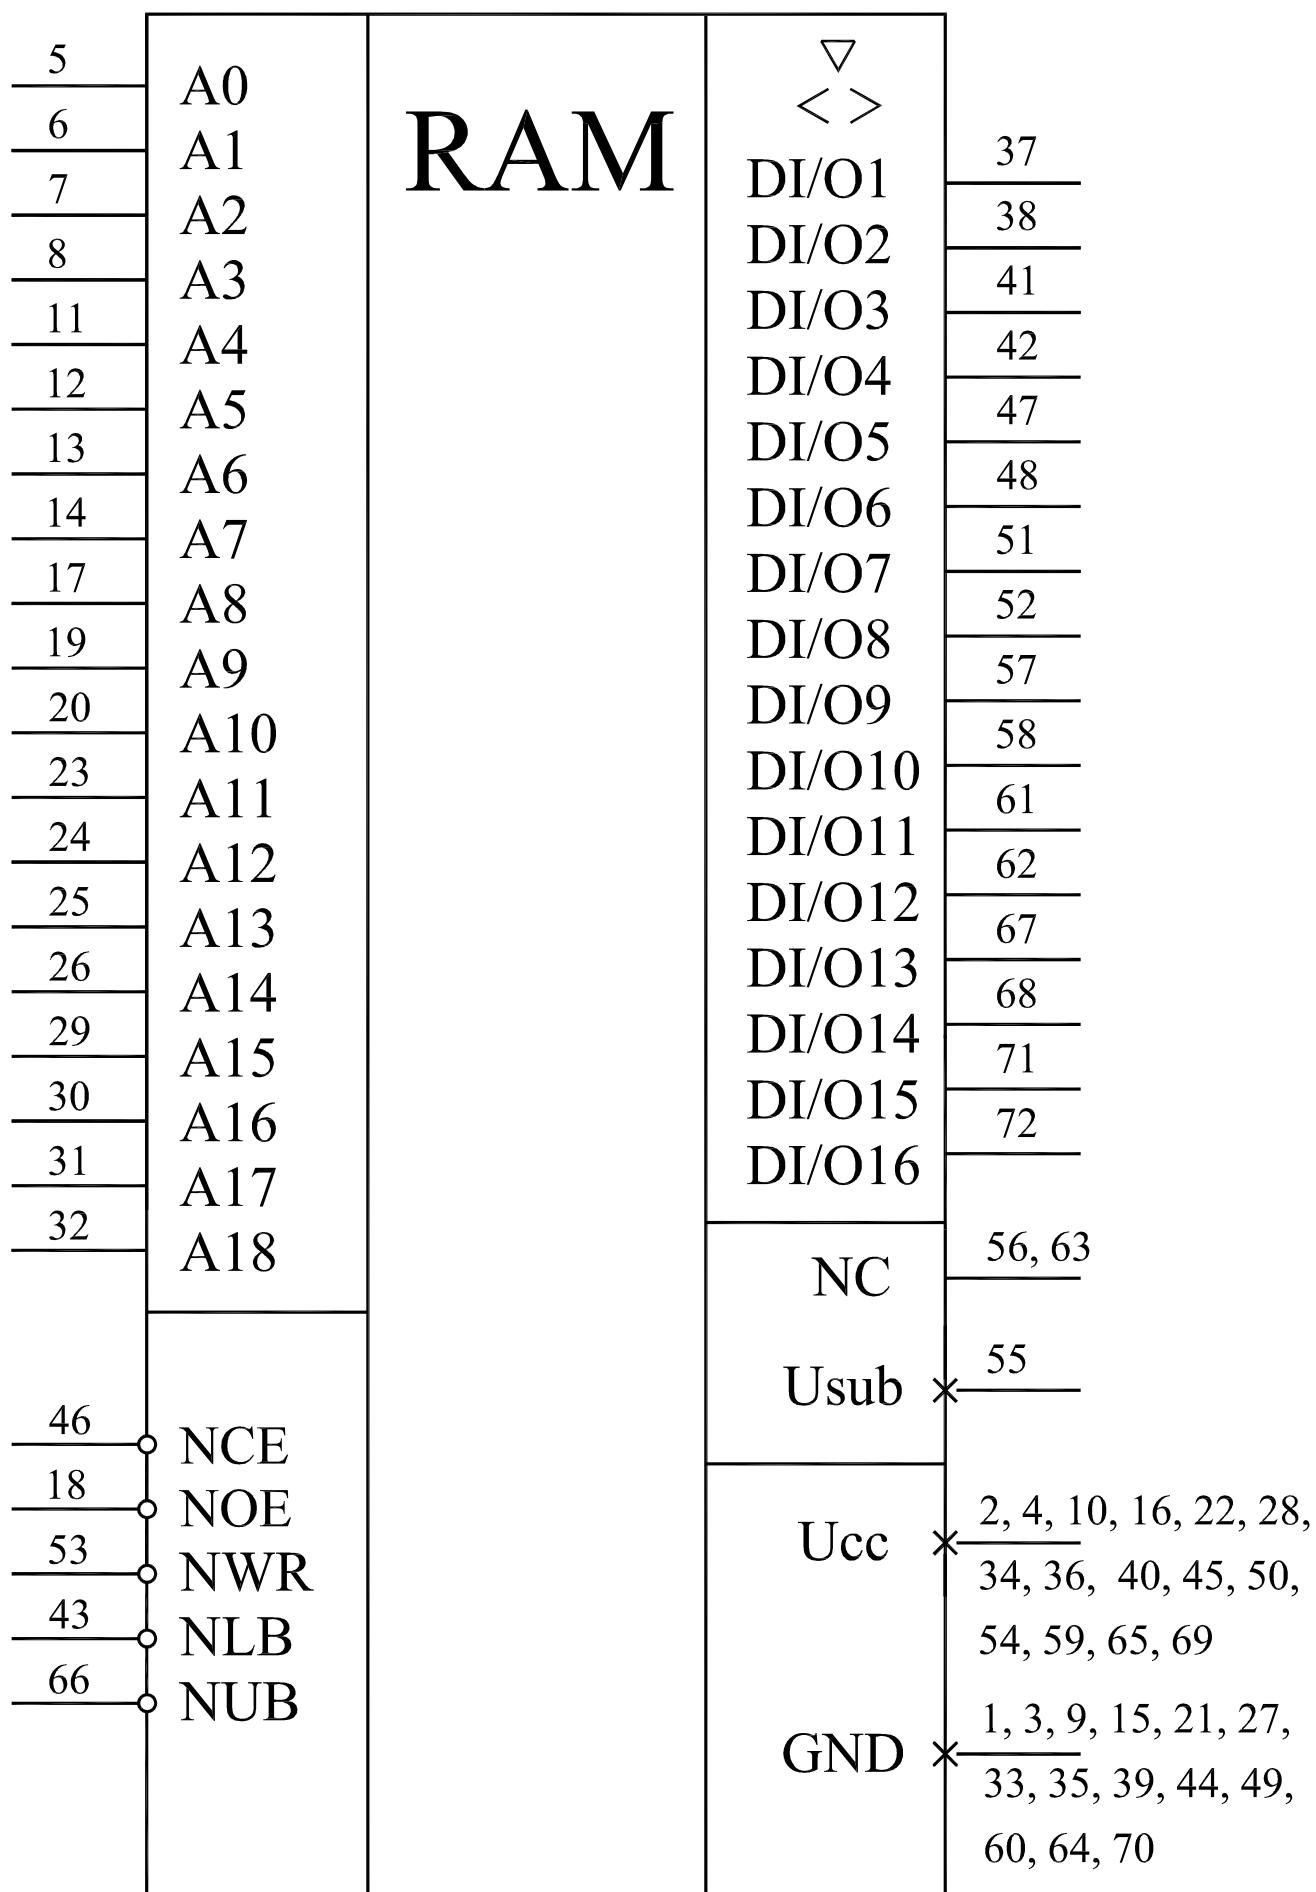 5 A0
6 A1
7 A2
8 A3
11 A4
12 A5
13 A6
14 A7
17 A8
19 A9
20 A10
23 A11
24 A12
25 A13
26 A14
29 A15
30 A16
31 A17
32 A18
46 NCE
18 NOE
53 NWR
43 NLB
66 NUB
RAM
▽
< >
DI/O1 37
DI/O2 38
DI/O3 41
DI/O4 42
DI/O5 47
DI/O6 48
DI/O7 51
DI/O8 52
DI/O9 57
DI/O10 58
DI/O11 61
DI/O12 62
DI/O13 67
DI/O14 68
DI/O15 71
DI/O16 72
NC 56, 63
Usub 55
Ucc 2, 4, 10, 16, 22, 28,
34, 36, 40, 45, 50,
54, 59, 65, 69
GND 1, 3, 9, 15, 21, 27,
33, 35, 39, 44, 49,
60, 64, 70